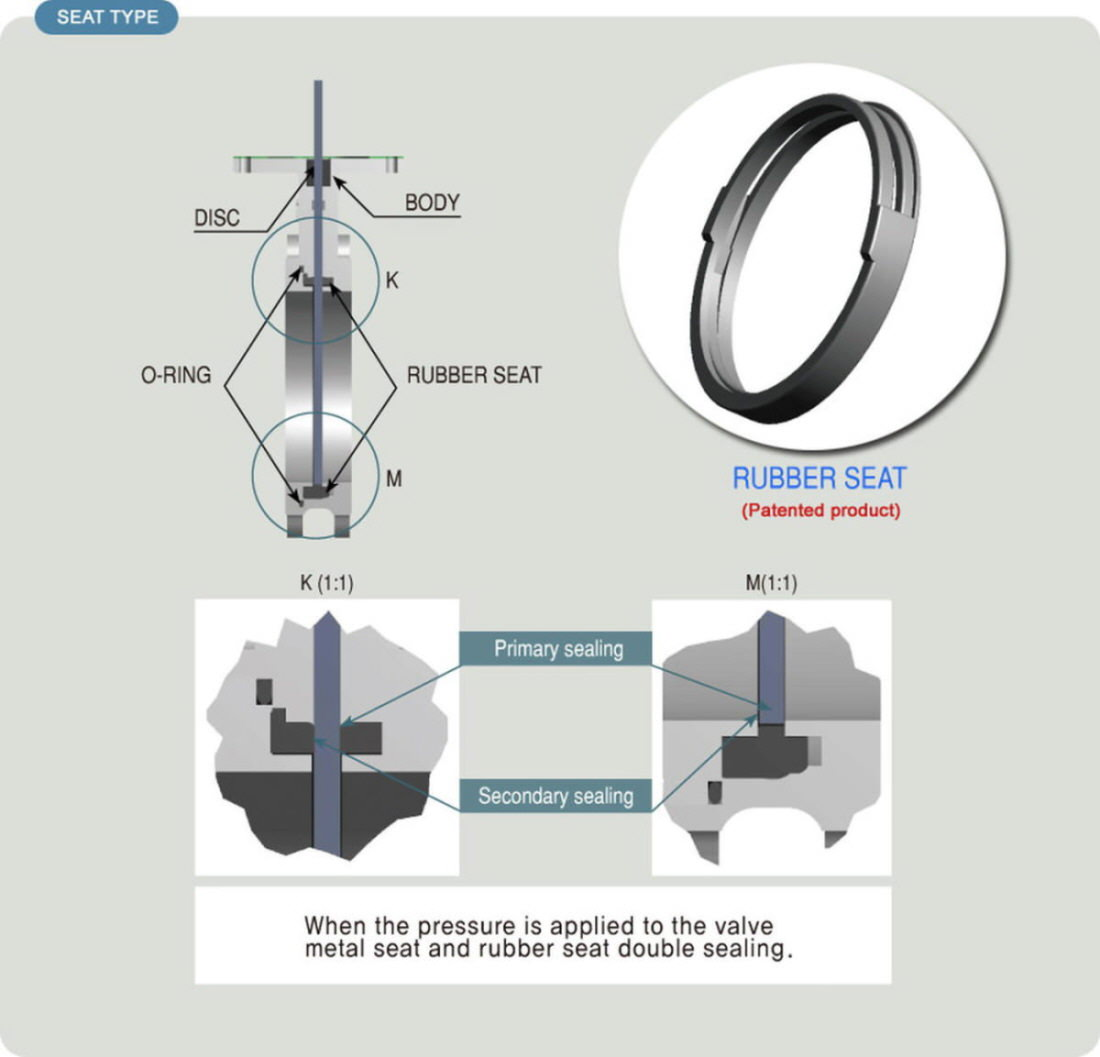 SEAT TYPE
DISC
BODY
K
O-RING
RUBBER SEAT
M
RUBBER SEAT
(Patented product)
K (1:1)
M(1:1)
Primary sealing
Secondary sealing
When the pressure is applied to the valve
metal seat and rubber seat double sealing.